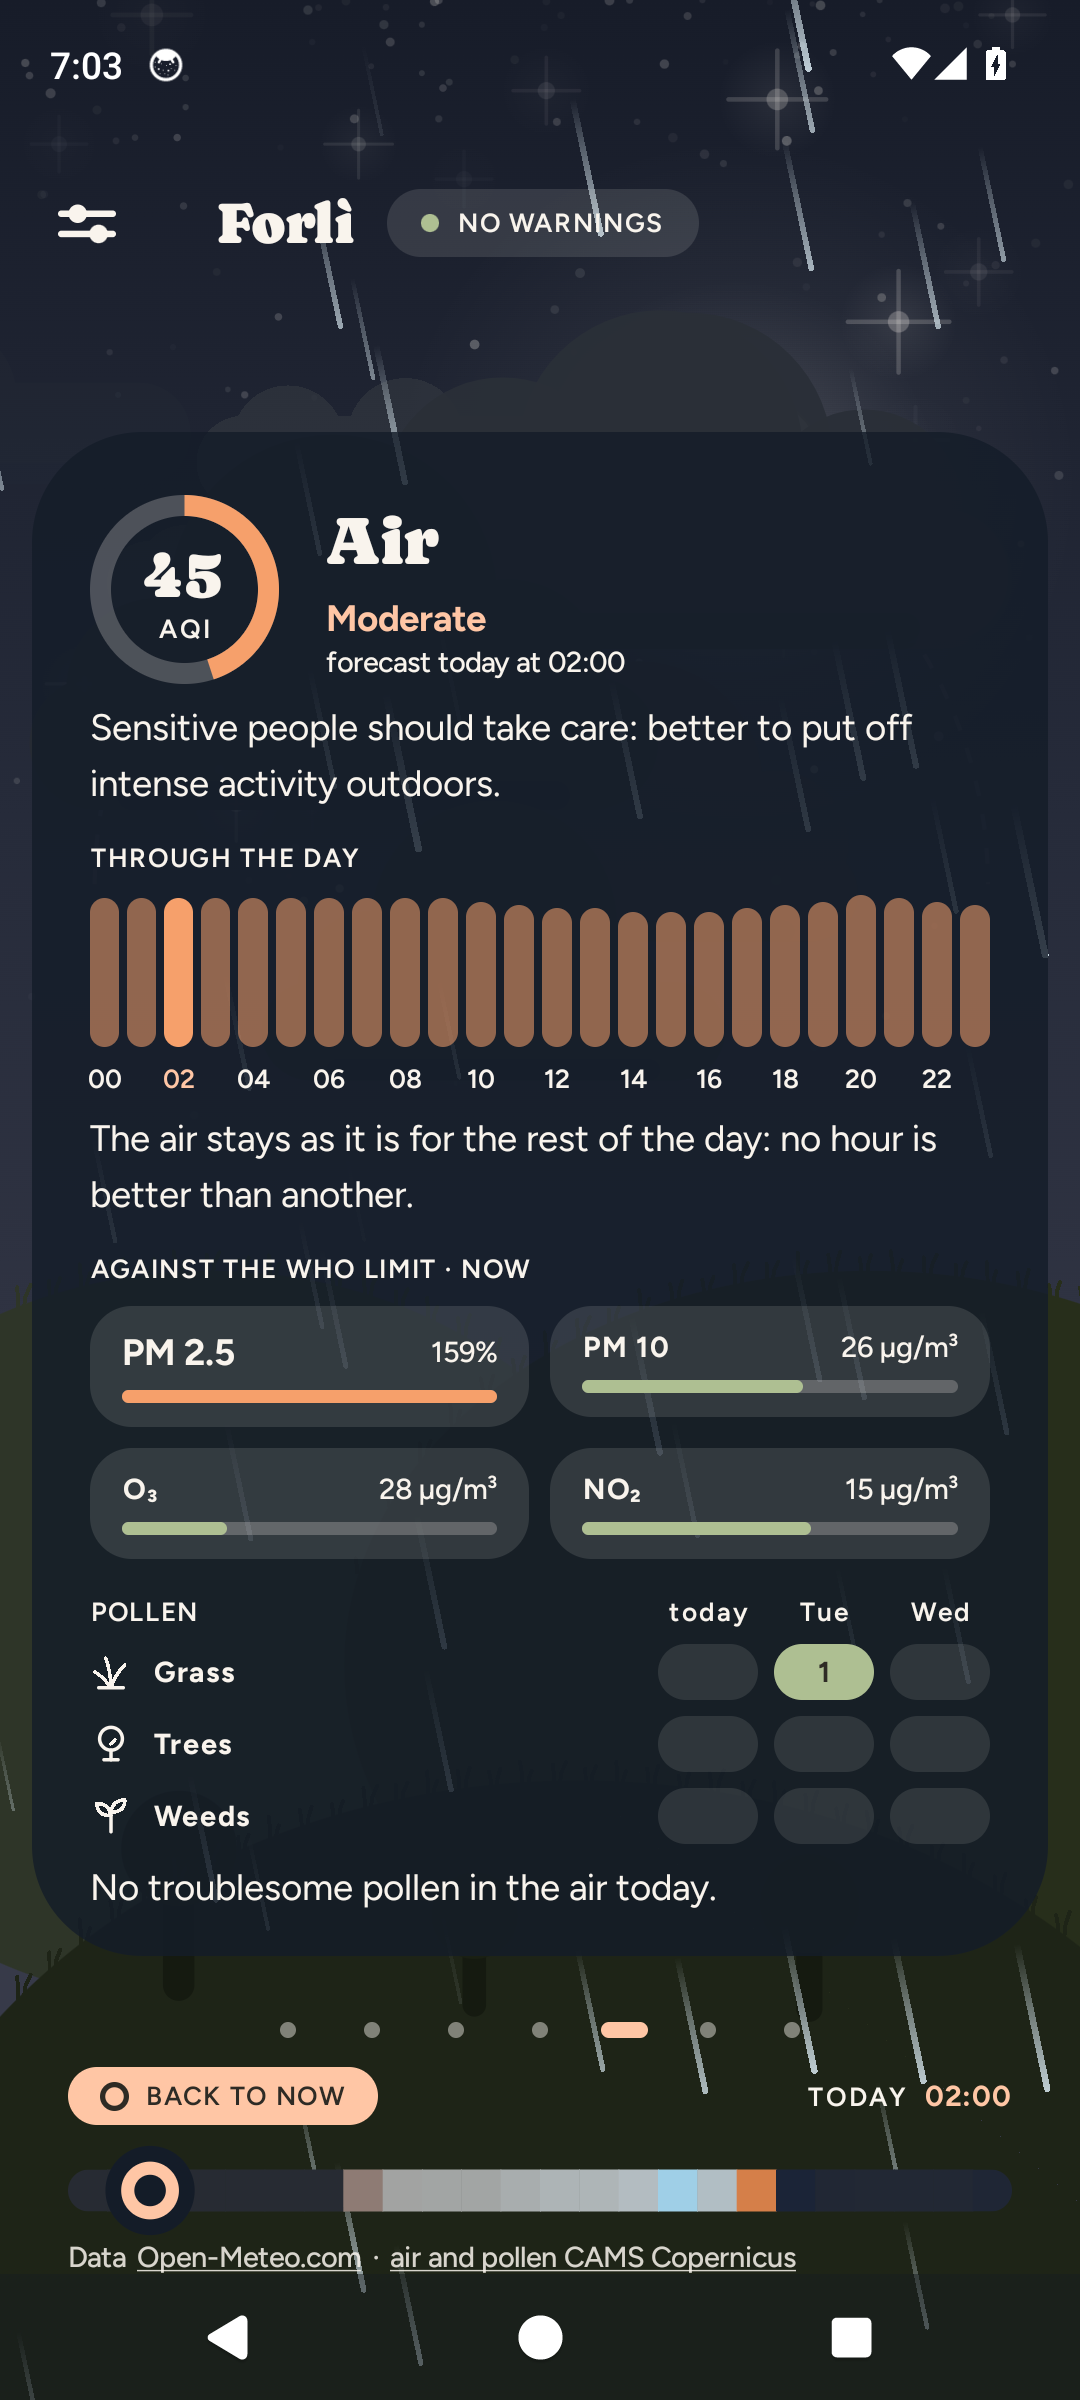 7:03
Forlì
NO WARNINGS
45
AQI
Air
Moderate
forecast today at 02:00
Sensitive people should take care: better to put off
intense activity outdoors.
THROUGH THE DAY
00 02 04 06 08 10 12 14 16 18 20 22
The air stays as it is for the rest of the day: no hour is
better than another.
AGAINST THE WHO LIMIT · NOW
PM 2.5 159%
PM 10 26 µg/m³
O₃ 28 µg/m³
NO₂ 15 µg/m³
POLLEN today Tue Wed
Grass 1
Trees
Weeds
No troublesome pollen in the air today.
BACK TO NOW
TODAY 02:00
Data Open-Meteo.com · air and pollen CAMS Copernicus